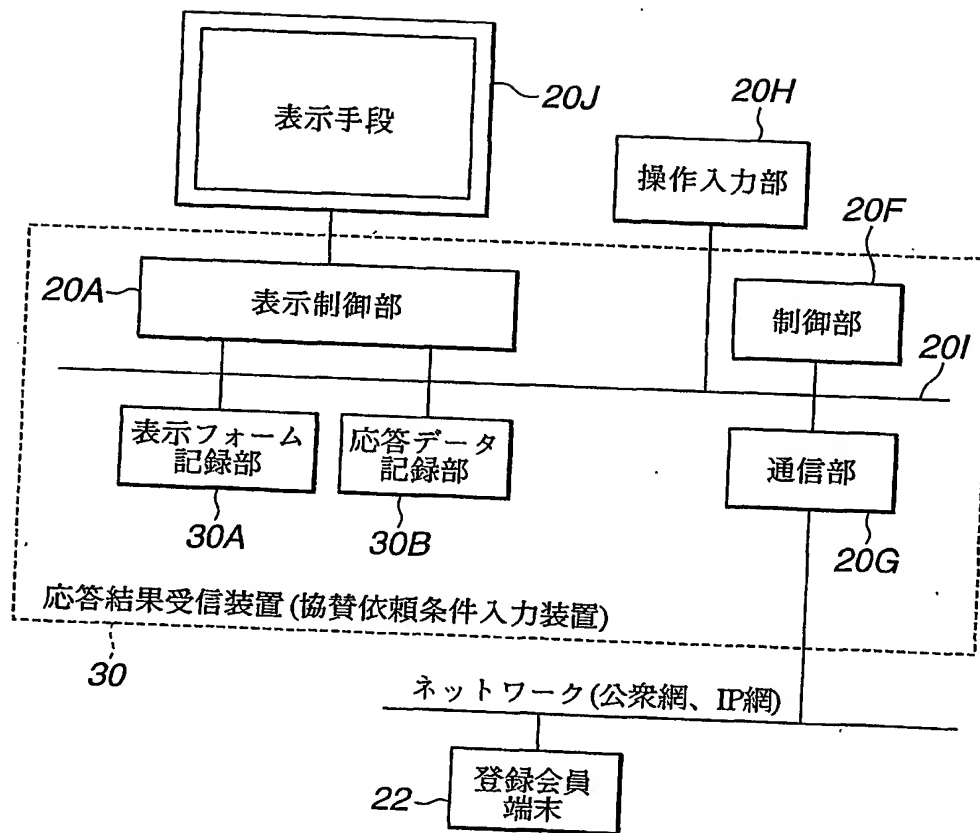 表示手段
20J
20H
操作入力部
20F
20A
表示制御部
制御部
20I
表示フォーム
記録部
応答データ
記録部
通信部
30A
30B
20G
応答結果受信装置(協賛依頼条件入力装置)
30
ネットワーク(公衆網、IP網)
22
登録会員
端末